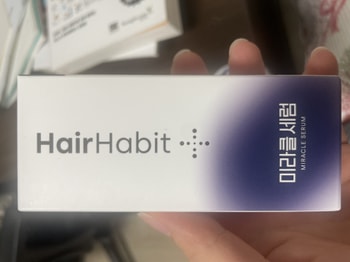 HairHabit
미라클 세럼
MIRACLE SERUM